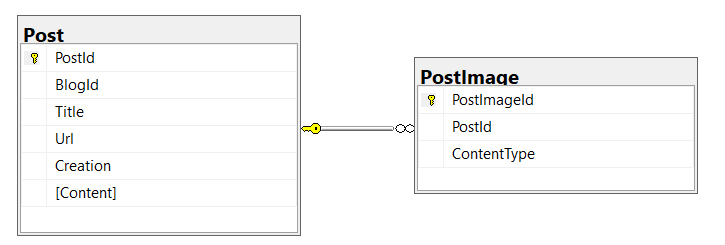 Post
PostId
BlogId
Title
Url
Creation
[Content]
PostImage
PostImageId
PostId
ContentType